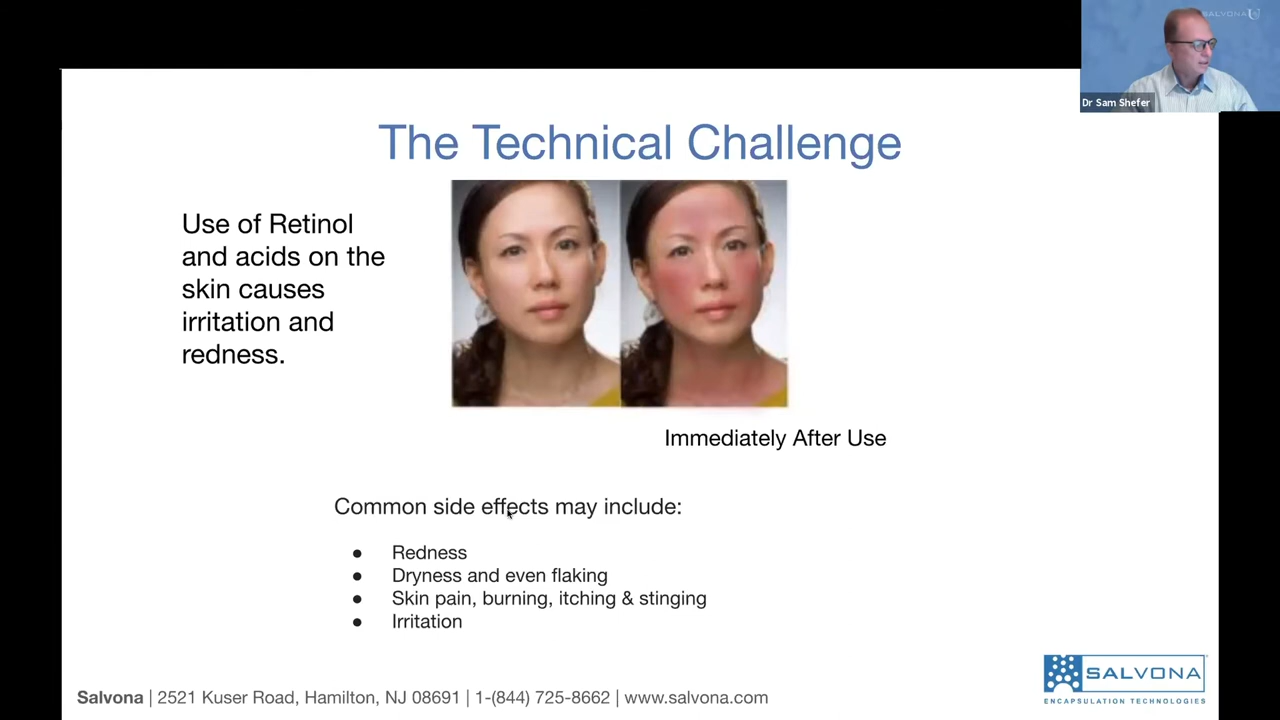 SALVONA U
Dr Sam Shefer
The Technical Challenge
Use of Retinol
and acids on the
skin causes
irritation and
redness.
Immediately After Use
Common side effects may include:
● Redness
● Dryness and even flaking
● Skin pain, burning, itching & stinging
● Irritation
SALVONA
ENCAPSULATION TECHNOLOGIES
Salvona | 2521 Kuser Road, Hamilton, NJ 08691 | 1-(844) 725-8662 | www.salvona.com